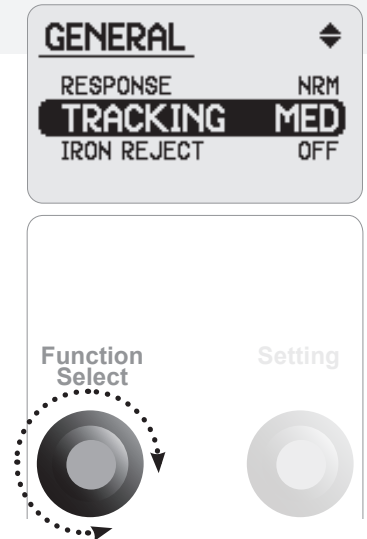 GENERAL
RESPONSE NRM
TRACKING MED
IRON REJECT OFF
Function Setting
Select